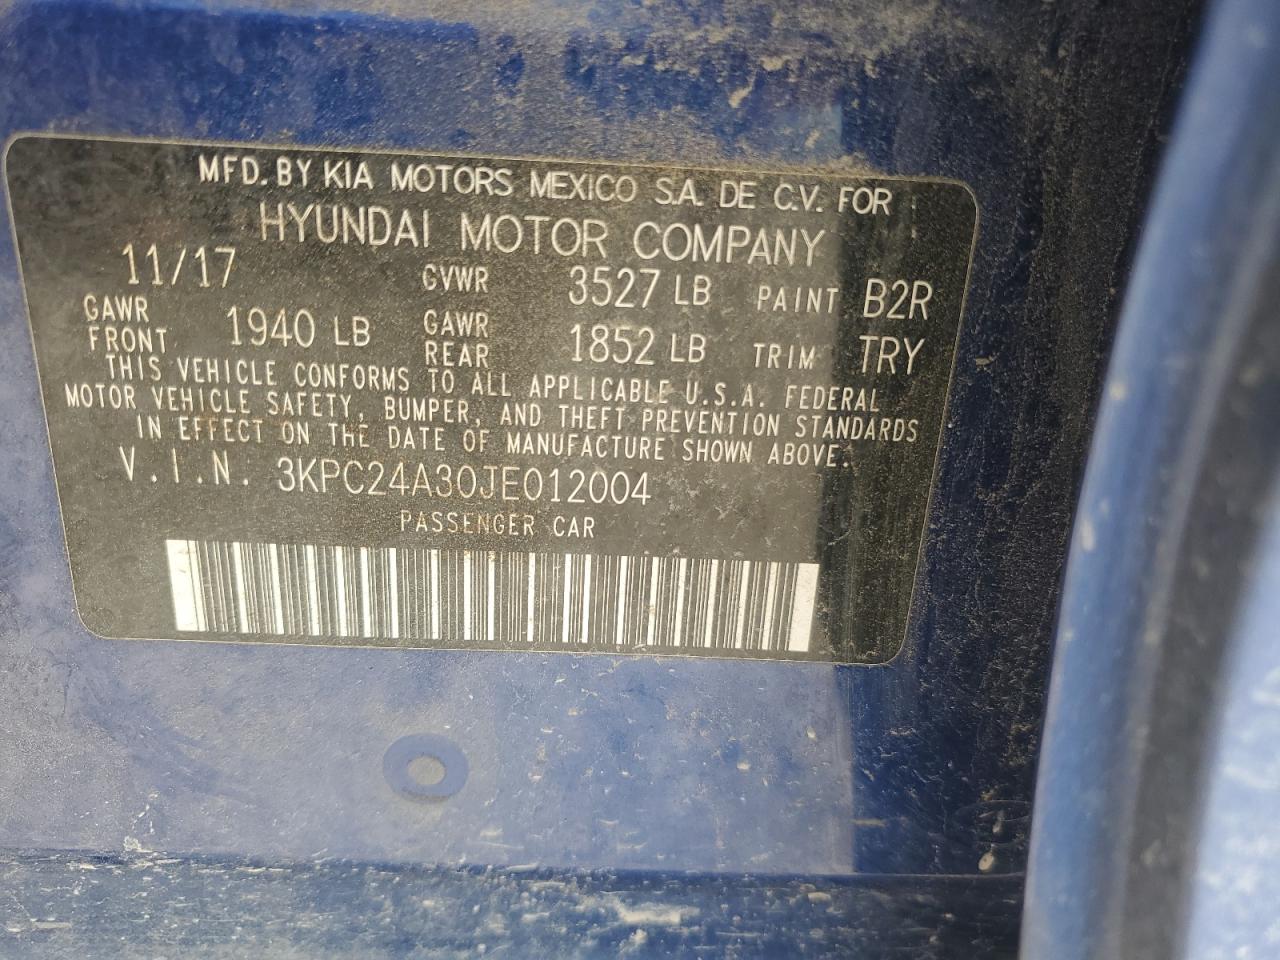 MFD. BY KIA MOTORS MEXICO S.A. DE C.V. FOR :
HYUNDAI MOTOR COMPANY
11/17 GVWR 3527 LB PAINT B2R
GAWR FRONT 1940 LB GAWR REAR 1852 LB TRIM TRY
THIS VEHICLE CONFORMS TO ALL APPLICABLE U.S.A. FEDERAL
MOTOR VEHICLE SAFETY, BUMPER, AND THEFT PREVENTION STANDARDS
IN EFFECT ON THE DATE OF MANUFACTURE SHOWN ABOVE.
V.I.N. 3KPC24A30JE012004
PASSENGER CAR